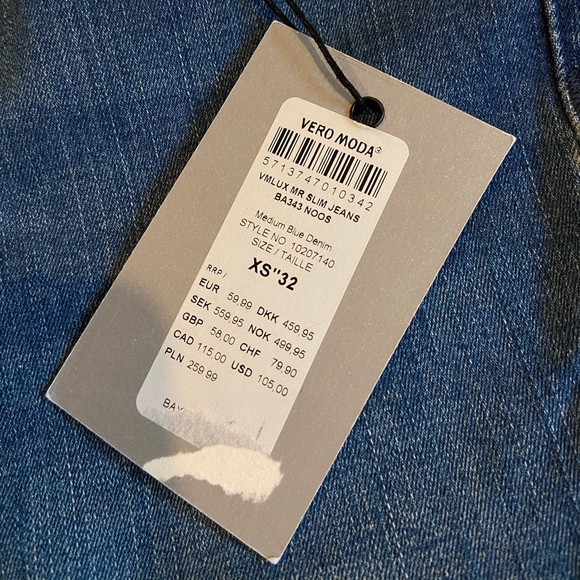 VERO MODA®
5713747010342
VMLUX MR SLIM JEANS
BA343 NOOS
Medium Blue Denim
STYLE NO. 10207140
SIZE / TAILLE
XS"32
RRP/
EUR 59,99 DKK 459,95
SEK 559,95 NOK 499,95
GBP 58,00 CHF 79,90
CAD 115,00 USD 105,00
PLN 259,99